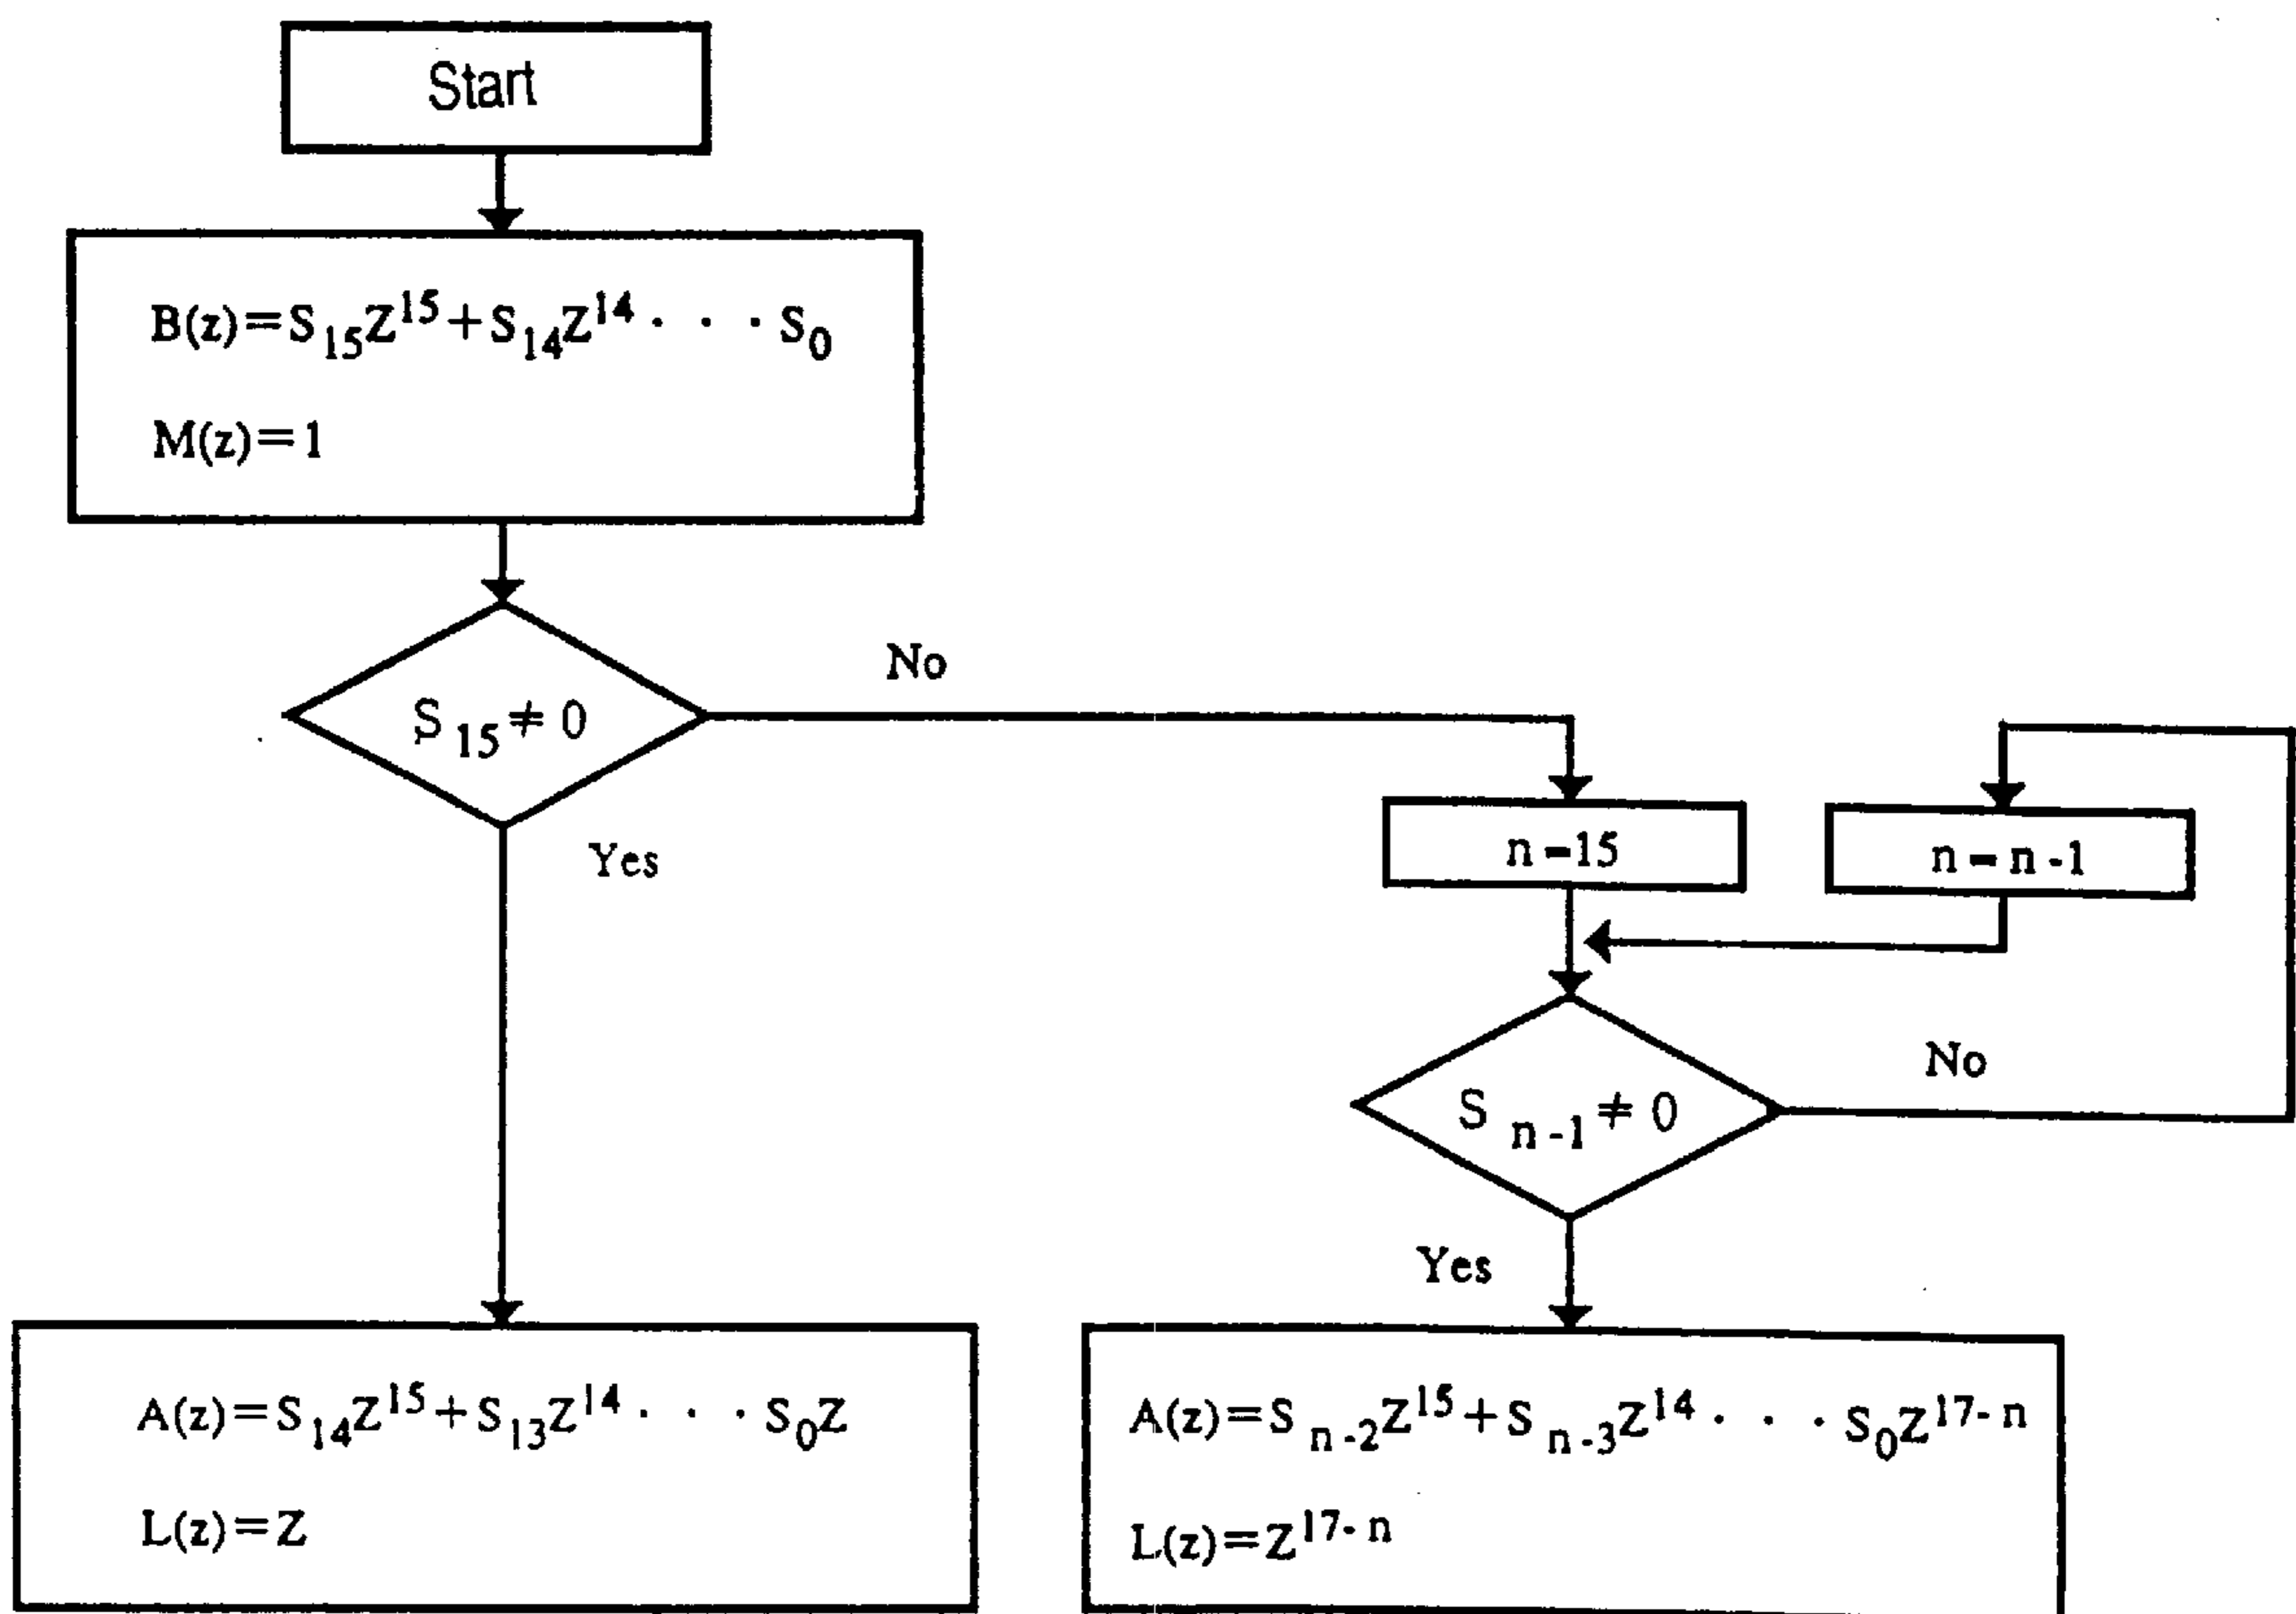 Start
B(z)=S₁₅Z¹⁵+S₁₄Z¹⁴· · ·S₀
M(z)=1
S₁₅≠0
No
Yes
n=15
n=n-1
Sₙ₋₁≠0
No
Yes
A(z)=S₁₄Z¹⁵+S₁₃Z¹⁴· · ·S₀Z
L(z)=Z
A(z)=Sₙ₋₂Z¹⁵+Sₙ₋₃Z¹⁴· · ·S₀Z¹⁷⁻ⁿ
L(z)=Z¹⁷⁻ⁿ